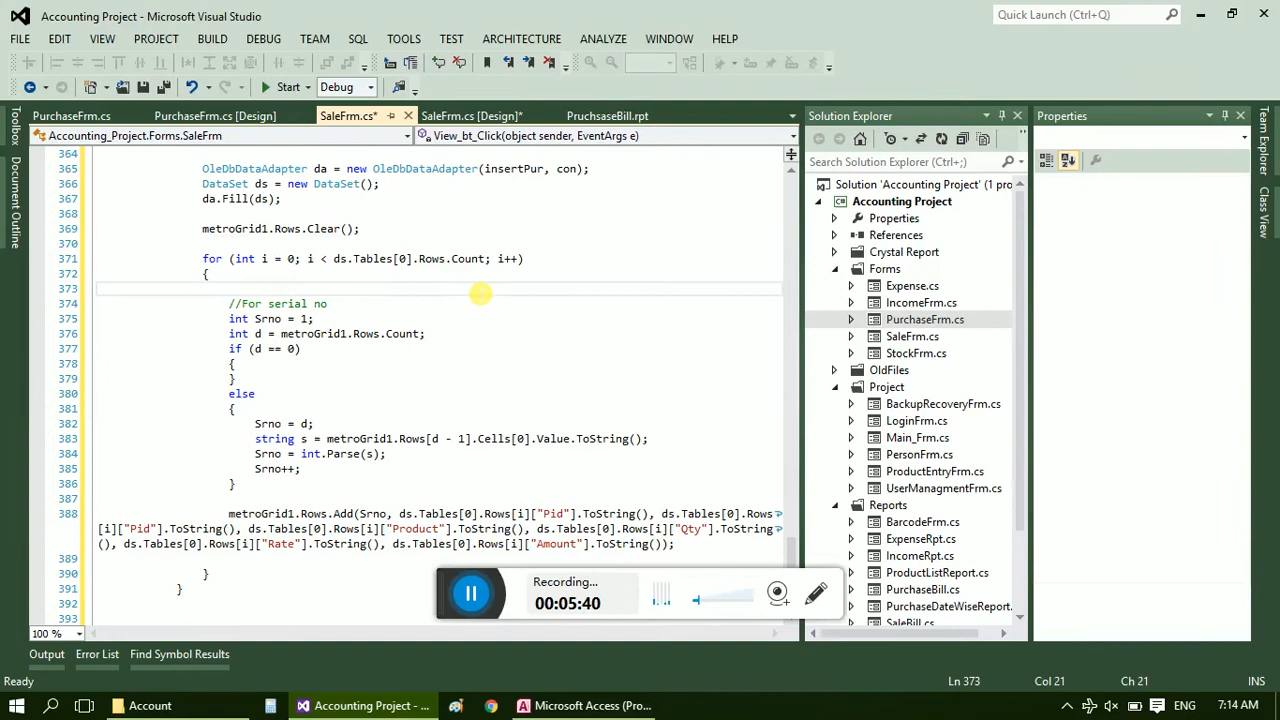 Accounting Project - Microsoft Visual Studio
Quick Launch (Ctrl+Q)
FILE EDIT VIEW PROJECT BUILD DEBUG TEAM SQL TOOLS TEST ARCHITECTURE ANALYZE WINDOW HELP
Start Debug
PurchaseFrm.cs PurchaseFrm.cs [Design] SaleFrm.cs* SaleFrm.cs [Design]* PruchsaeBill.rpt
Accounting_Project.Forms.SaleFrm View_bt_Click(object sender, EventArgs e)
364
365 OleDbDataAdapter da = new OleDbDataAdapter(insertPur, con);
366 DataSet ds = new DataSet();
367 da.Fill(ds);
368
369 metroGrid1.Rows.Clear();
370
371 for (int i = 0; i < ds.Tables[0].Rows.Count; i++)
372 {
373
374 //For serial no
375 int Srno = 1;
376 int d = metroGrid1.Rows.Count;
377 if (d == 0)
378 {
379 }
380 else
381 {
382 Srno = d;
383 string s = metroGrid1.Rows[d - 1].Cells[0].Value.ToString();
384 Srno = int.Parse(s);
385 Srno++;
386 }
387
388 metroGrid1.Rows.Add(Srno, ds.Tables[0].Rows[i]["Pid"].ToString(), ds.Tables[0].Rows
[i]["Pid"].ToString(), ds.Tables[0].Rows[i]["Product"].ToString(), ds.Tables[0].Rows[i]["Qty"].ToString
(), ds.Tables[0].Rows[i]["Rate"].ToString(), ds.Tables[0].Rows[i]["Amount"].ToString());
389
390 }
391 }
392
393
100 %
Toolbox
Document Outline
Recording...
00:05:40
Solution Explorer
Search Solution Explorer (Ctrl+;)
Solution 'Accounting Project' (1 pro
Accounting Project
Properties
References
Crystal Report
Forms
Expense.cs
IncomeFrm.cs
PurchaseFrm.cs
SaleFrm.cs
StockFrm.cs
OldFiles
Project
BackupRecoveryFrm.cs
LoginFrm.cs
Main_Frm.cs
PersonFrm.cs
ProductEntryFrm.cs
UserManagmentFrm.cs
Reports
BarcodeFrm.cs
ExpenseRpt.cs
IncomeRpt.cs
ProductListReport.cs
PurchaseBill.cs
PurchaseDateWiseReport.
SaleBill.cs
Properties
Team Explorer
Class View
Output Error List Find Symbol Results
Ready Ln 373 Col 21 Ch 21 INS
Account Accounting Project - ... Microsoft Access (Pro... ENG 7:14 AM